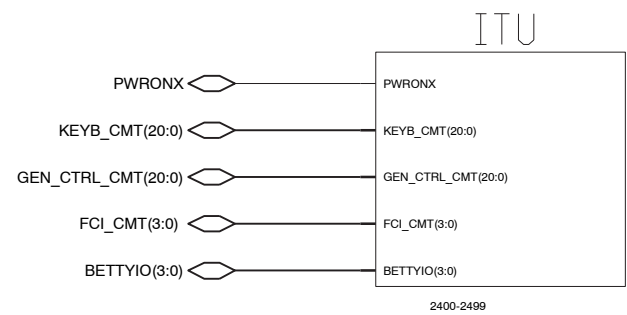 ITU
PWRONX PWRONX
KEYB_CMT(20:0) KEYB_CMT(20:0)
GEN_CTRL_CMT(20:0) GEN_CTRL_CMT(20:0)
FCI_CMT(3:0) FCI_CMT(3:0)
BETTYIO(3:0) BETTYIO(3:0)
2400-2499